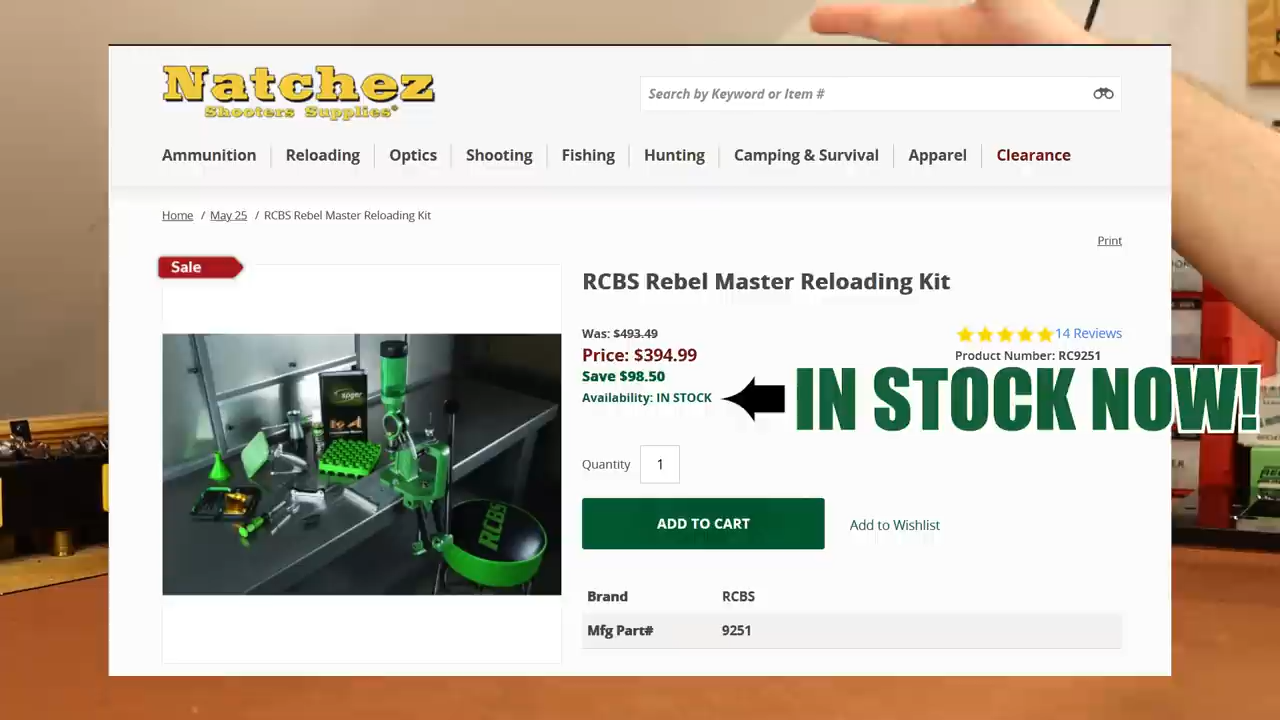 Natchez
Shooters Supplies
Search by Keyword or Item #
Ammunition
Reloading
Optics
Shooting
Fishing
Hunting
Camping & Survival
Apparel
Clearance
Home / May 25 / RCBS Rebel Master Reloading Kit
Print
Sale
RCBS Rebel Master Reloading Kit
Was: $493.49
14 Reviews
Price: $394.99
Product Number: RC9251
Save $98.50
Availability: IN STOCK
IN STOCK NOW!
Quantity 1
ADD TO CART
Add to Wishlist
RCBS
Brand RCBS
Mfg Part# 9251